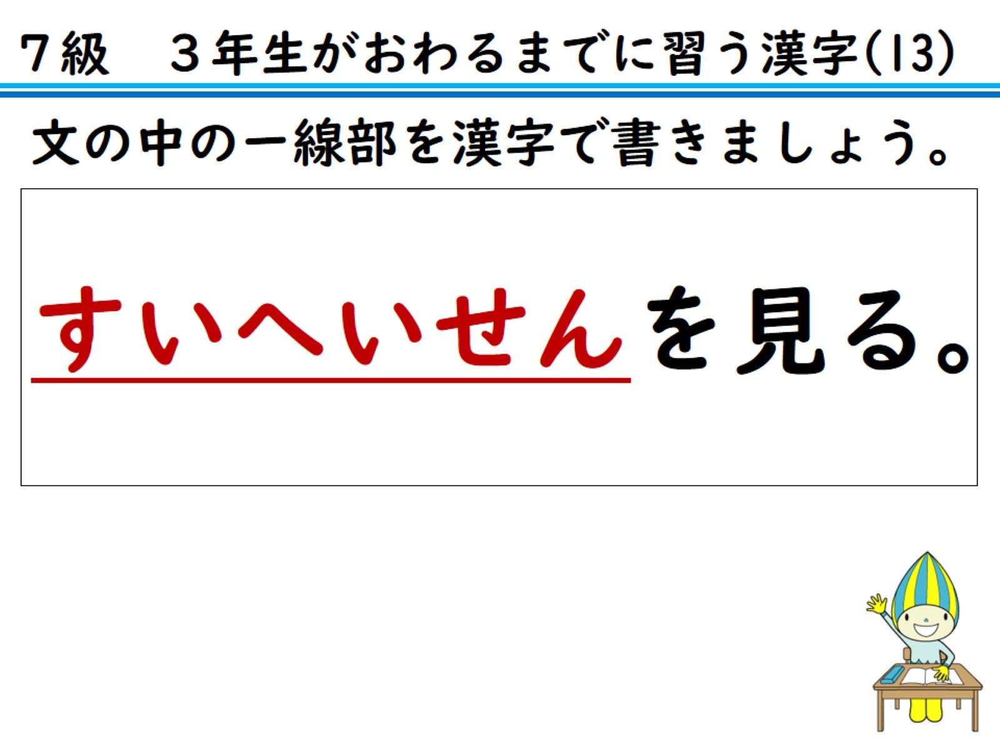 ７級　３年生がおわるまでに習う漢字(13)
文の中の－線部を漢字で書きましょう。
すいへいせんを見る。